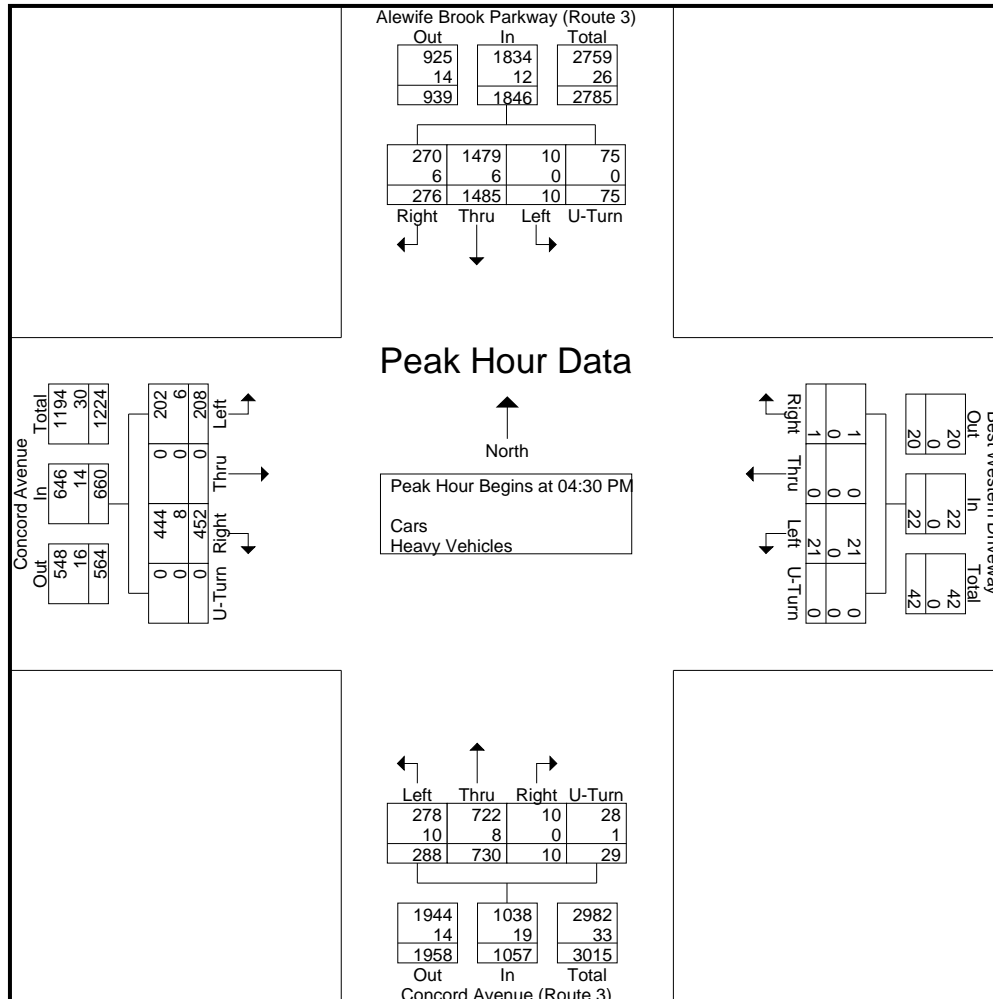 Alewife Brook Parkway (Route 3)
Out In Total
925 1834 2759
14 12 26
939 1846 2785
270 1479 10 75
6 6 0 0
276 1485 10 75
Right Thru Left U-Turn
Peak Hour Data
North
Peak Hour Begins at 04:30 PM
Cars
Heavy Vehicles
Concord Avenue
Out In Total
548 646 1194
16 14 30
564 660 1224
0 444 0 202
0 8 0 6
0 452 0 208
U-Turn Right Thru Left
Best Western Driveway
Out In Total
20 22 42
0 0 0
20 22 42
1 0 21 0
0 0 0 0
1 0 21 0
Right Thru Left U-Turn
Left Thru Right U-Turn
278 722 10 28
10 8 0 1
288 730 10 29
1944 1038 2982
14 19 33
1958 1057 3015
Out In Total
Concord Avenue (Route 3)